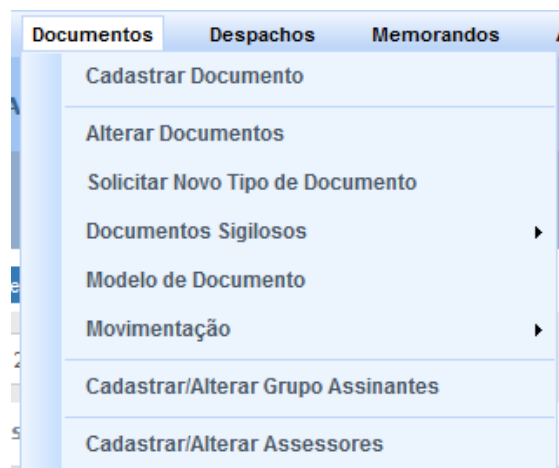 Documentos Despachos Memorandos
Cadastrar Documento
Alterar Documentos
Solicitar Novo Tipo de Documento
Documentos Sigilosos
Modelo de Documento
Movimentação
Cadastrar/Alterar Grupo Assinantes
Cadastrar/Alterar Assessores